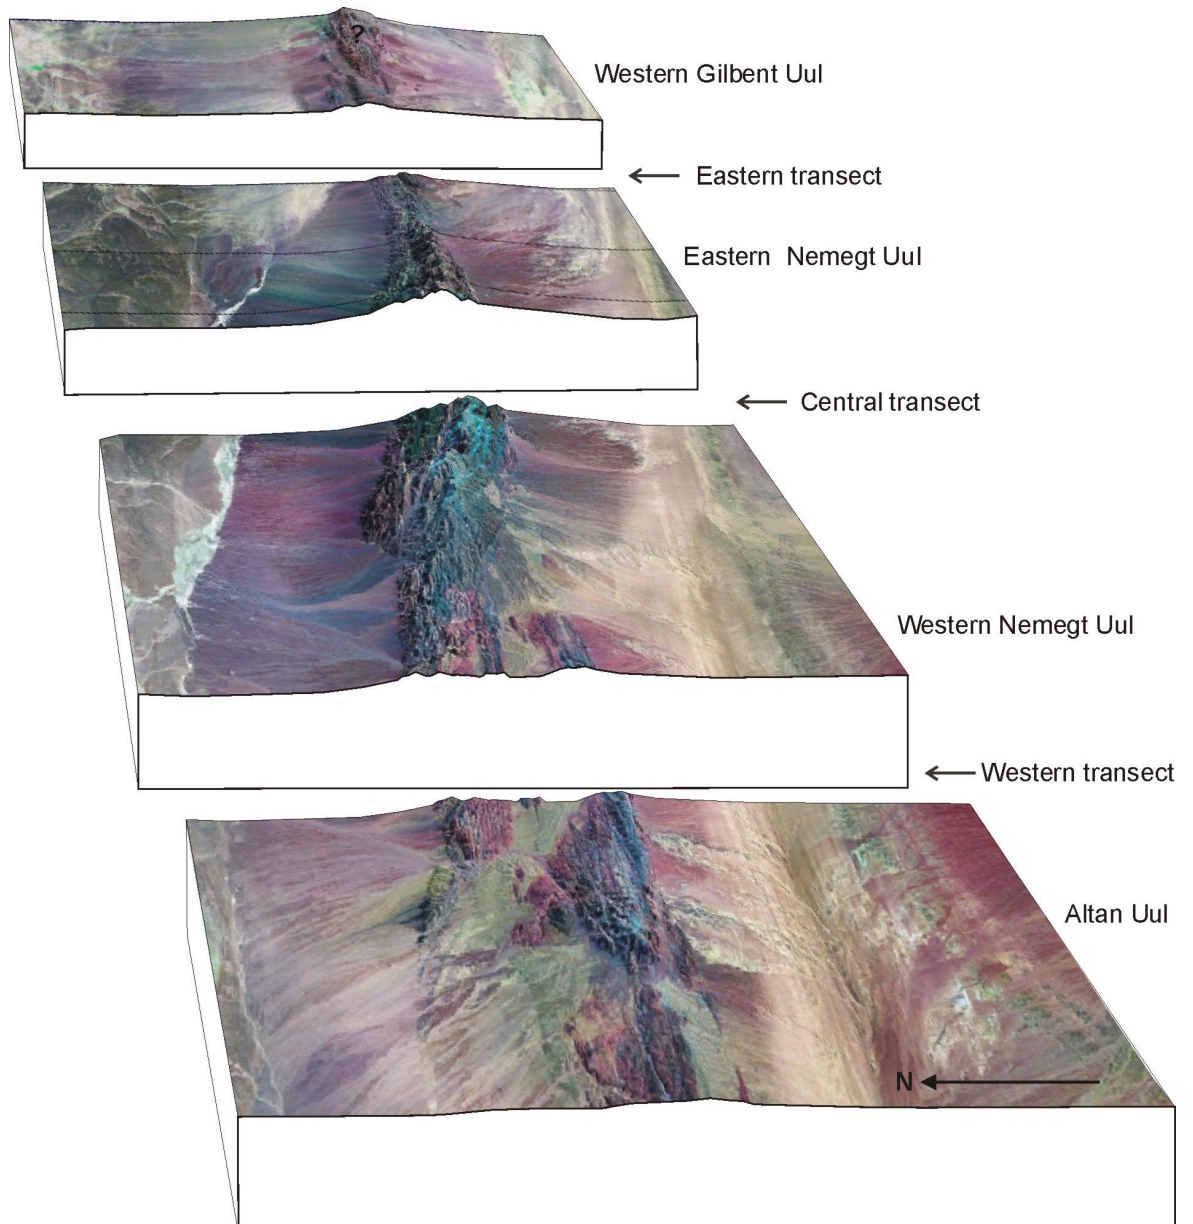 ?
Western Gilbent Uul
Eastern transect
Eastern Nemegt Uul
Central transect
Western Nemegt Uul
Western transect
Altan Uul
N